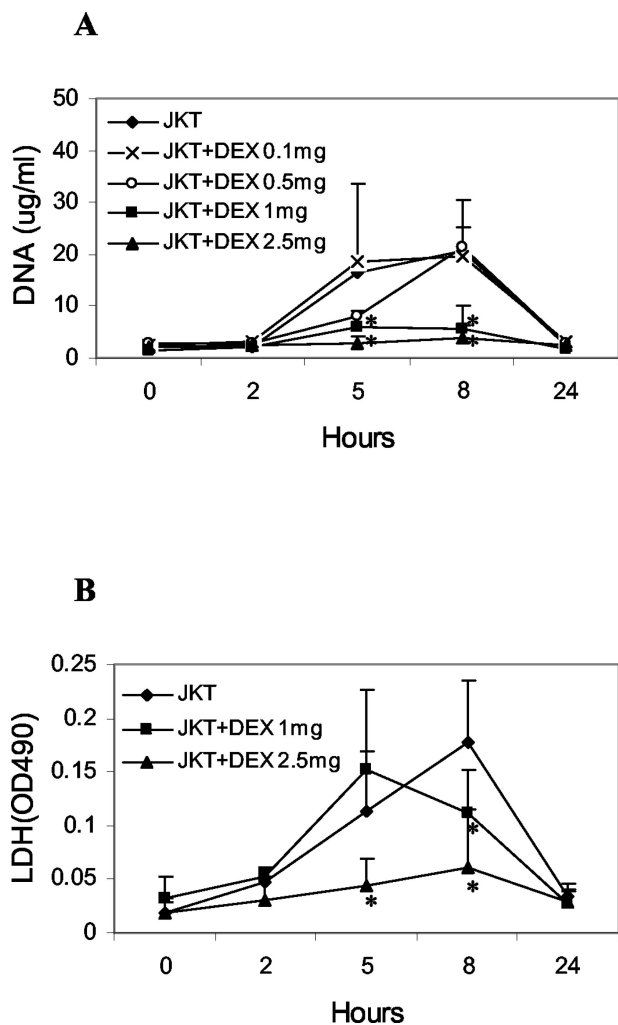 A
DNA (ug/ml)
50
40
30
20
10
0
JKT
JKT+DEX 0.1mg
JKT+DEX 0.5mg
JKT+DEX 1mg
JKT+DEX 2.5mg
* *
* *
0 2 5 8 24
Hours
B
LDH(OD490)
0.25
0.2
0.15
0.1
0.05
0
JKT
JKT+DEX 1mg
JKT+DEX 2.5mg
*
* *
0 2 5 8 24
Hours